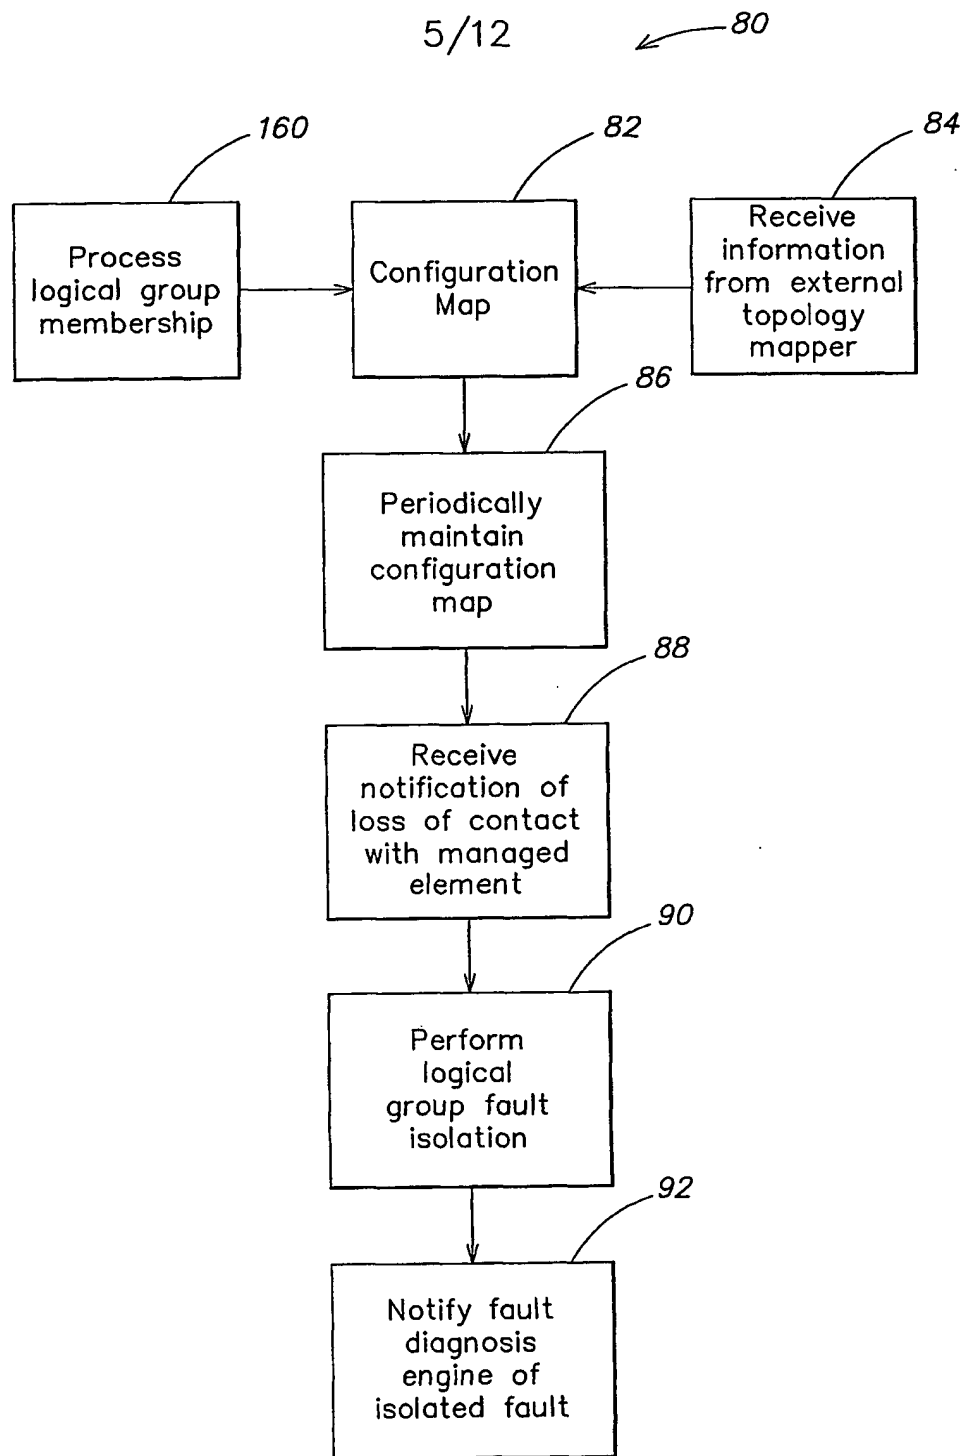 5/12
80
160
82
84
Process
logical group
membership
Configuration
Map
Receive
information
from external
topology
mapper
86
Periodically
maintain
configuration
map
88
Receive
notification of
loss of contact
with managed
element
90
Perform
logical
group fault
isolation
92
Notify fault
diagnosis
engine of
isolated fault